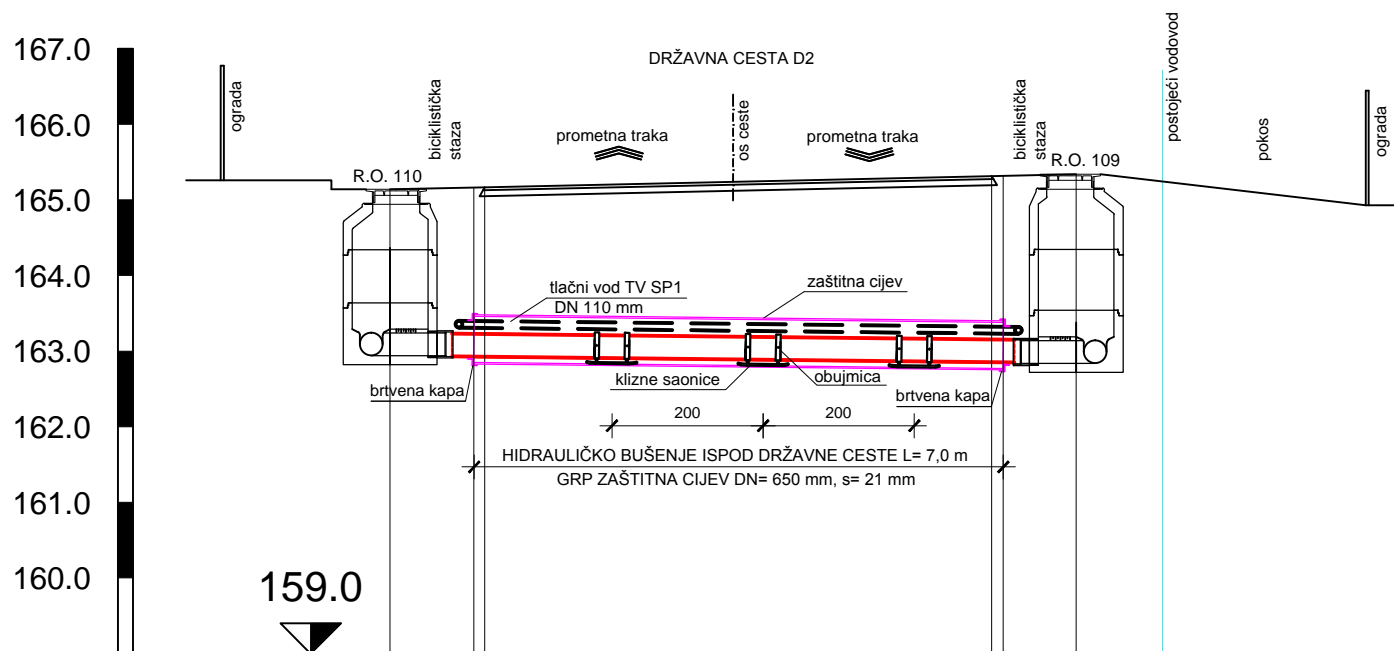 167.0
166.0
165.0
164.0
163.0
162.0
161.0
160.0
159.0
DRŽAVNA CESTA D2
ograda
biciklistička
staza
prometna traka
os ceste
prometna traka
biciklistička
staza
postojeći vodovod
pokos
ograda
R.O. 110
R.O. 109
tlačni vod TV SP1
DN 110 mm
zaštitna cijev
klizne saonice
obujmica
brtvena kapa
brtvena kapa
200
200
HIDRAULIČKO BUŠENJE ISPOD DRŽAVNE CESTE L= 7,0 m
GRP ZAŠTITNA CIJEV DN= 650 mm, s= 21 mm